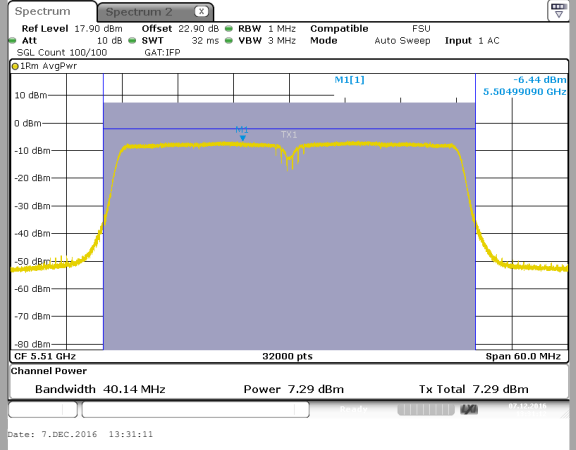 Spectrum Spectrum 2 X
Ref Level 17.90 dBm Offset 22.90 dB RBW 1 MHz Compatible FSU
Att 10 dB SWT 32 ms VBW 3 MHz Mode Auto Sweep Input 1 AC
SGL Count 100/100 GAT:IFP
1Rm AvgPwr
M1[1] -6.44 dBm
5.50499090 GHz
10 dBm
0 dBm
M1
TX1
-10 dBm
-20 dBm
-30 dBm
-40 dBm
-50 dBm
-60 dBm
-70 dBm
-80 dBm
CF 5.51 GHz 32000 pts Span 60.0 MHz
Channel Power
Bandwidth 40.14 MHz Power 7.29 dBm Tx Total 7.29 dBm
Ready 07.12.2016
Date: 7.DEC.2016 13:31:11